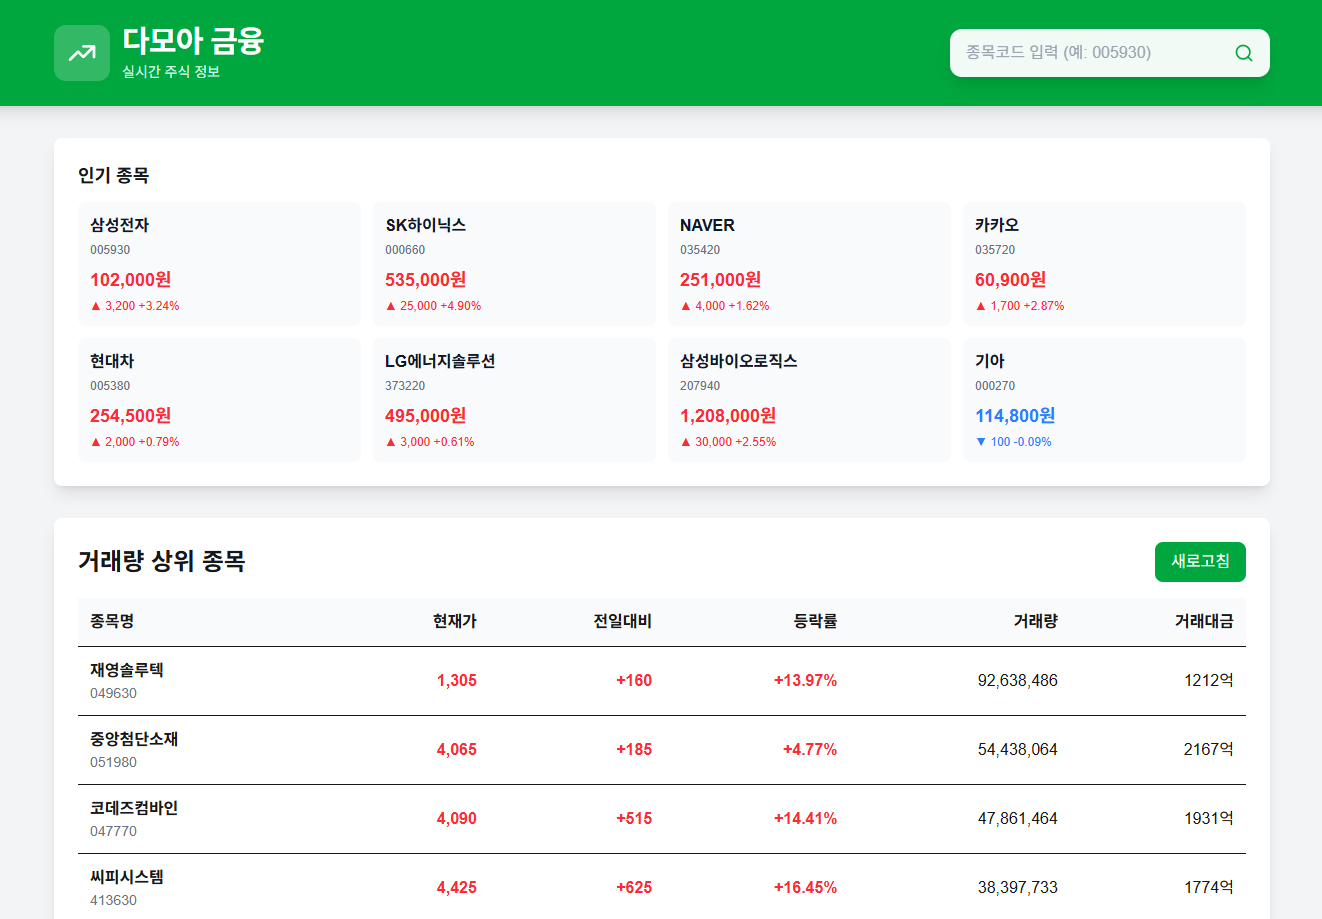 다모아 금융
실시간 주식 정보
종목코드 입력 (예: 005930)
인기 종목
삼성전자
005930
102,000원
▲ 3,200 +3.24%
SK하이닉스
000660
535,000원
▲ 25,000 +4.90%
NAVER
035420
251,000원
▲ 4,000 +1.62%
카카오
035720
60,900원
▲ 1,700 +2.87%
현대차
005380
254,500원
▲ 2,000 +0.79%
LG에너지솔루션
373220
495,000원
▲ 3,000 +0.61%
삼성바이오로직스
207940
1,208,000원
▲ 30,000 +2.55%
기아
000270
114,800원
▼ 100 -0.09%
거래량 상위 종목
새로고침
종목명 현재가 전일대비 등락률 거래량 거래대금
재영솔루텍
049630
1,305 +160 +13.97% 92,638,486 1212억
중앙첨단소재
051980
4,065 +185 +4.77% 54,438,064 2167억
코데즈컴바인
047770
4,090 +515 +14.41% 47,861,464 1931억
씨피시스템
413630
4,425 +625 +16.45% 38,397,733 1774억